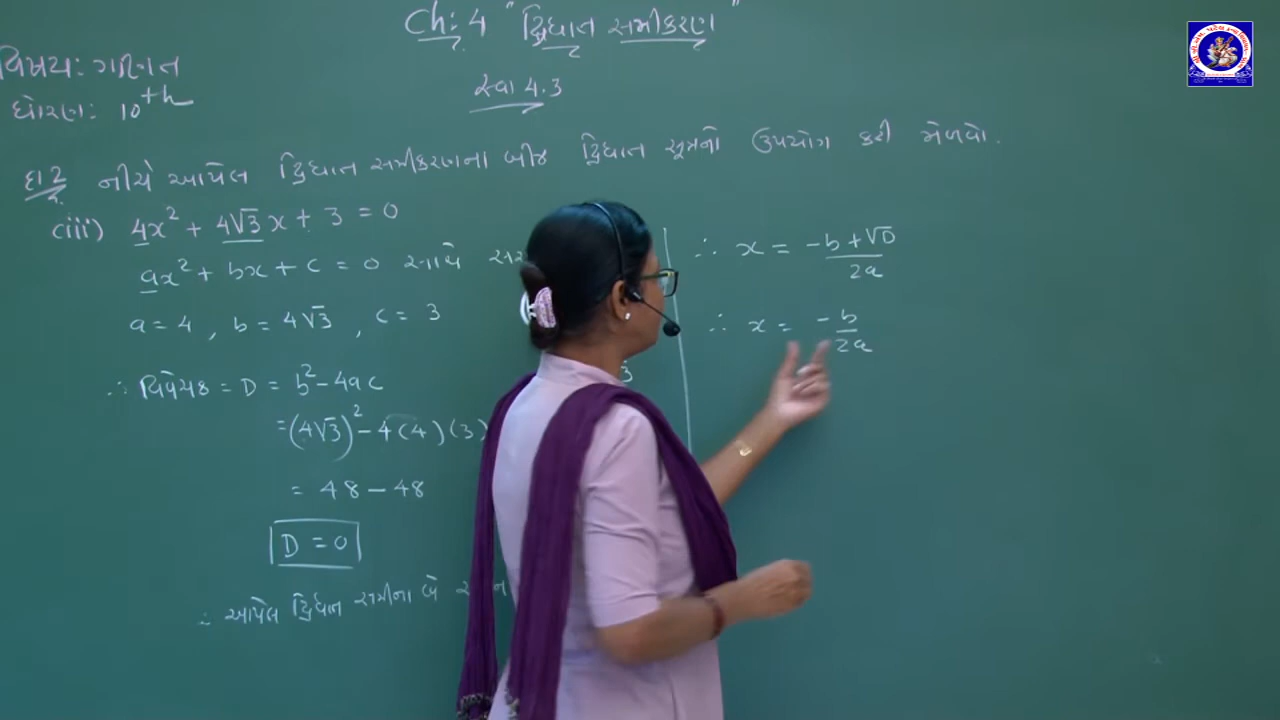 Ch: 4 "દ્વિઘાત સમીકરણ"
વિષય: ગણિત
ધોરણ: 10th
સ્વા 4.3
દા 2 નીચે આપેલ દ્વિઘાત સમીકરણના બીજ દ્વિઘાત સૂત્રનો ઉપયોગ કરી મેળવો.
(iii) 4x² + 4√3 x + 3 = 0
ax² + bx + c = 0 સાથે
a = 4 , b = 4√3 , c = 3
∴ વિવેચક = D = b² - 4ac
= (4√3)² - 4(4)(3)
= 48 - 48
D = 0
∴ આપેલ દ્વિઘાત સમીના બે
3
∴ x = -b + √D / 2a
∴ x = -b / 2a